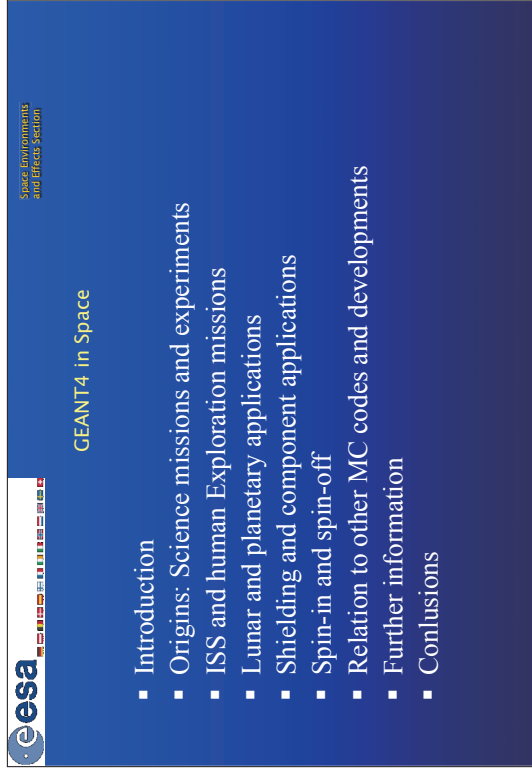 esa
Space Environments
and Effects Section
GEANT4 in Space
▪ Introduction
▪ Origins: Science missions and experiments
▪ ISS and human Exploration missions
▪ Lunar and planetary applications
▪ Shielding and component applications
▪ Spin-in and spin-off
▪ Relation to other MC codes and developments
▪ Further information
▪ Conlusions